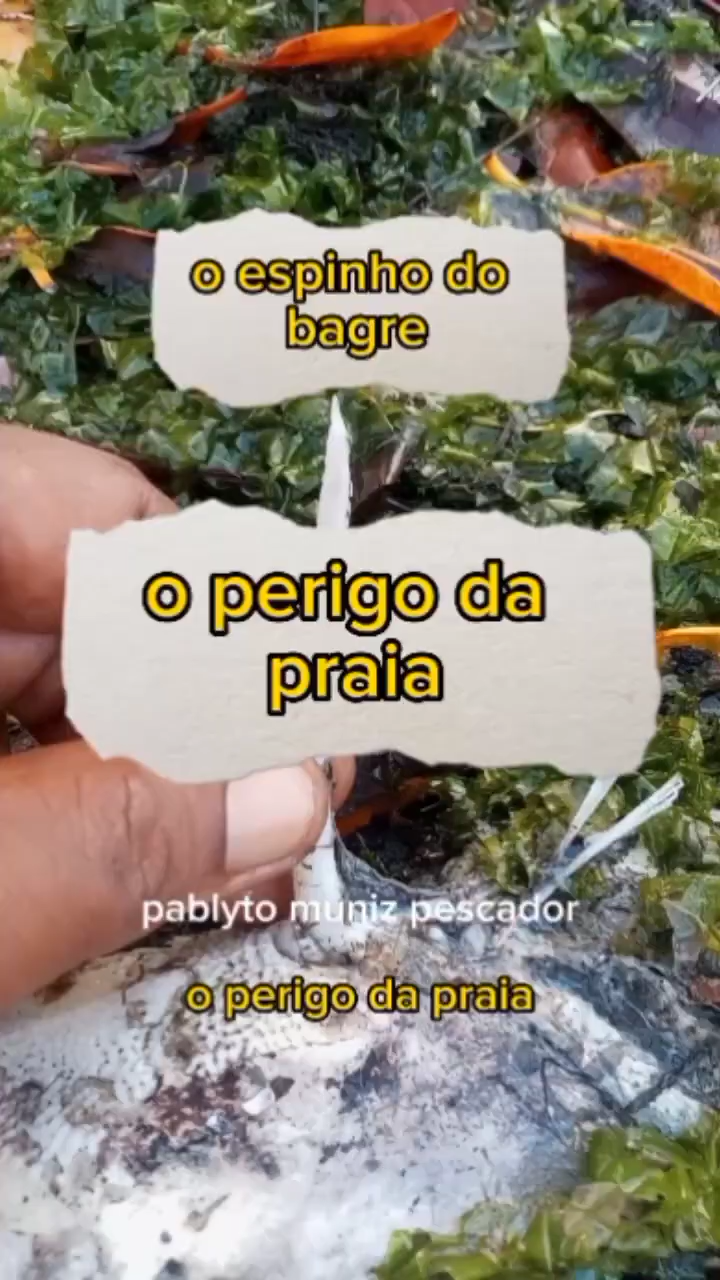 o espinho do
bagre
o perigo da
praia
pablyto muniz pescador
o perigo da praia